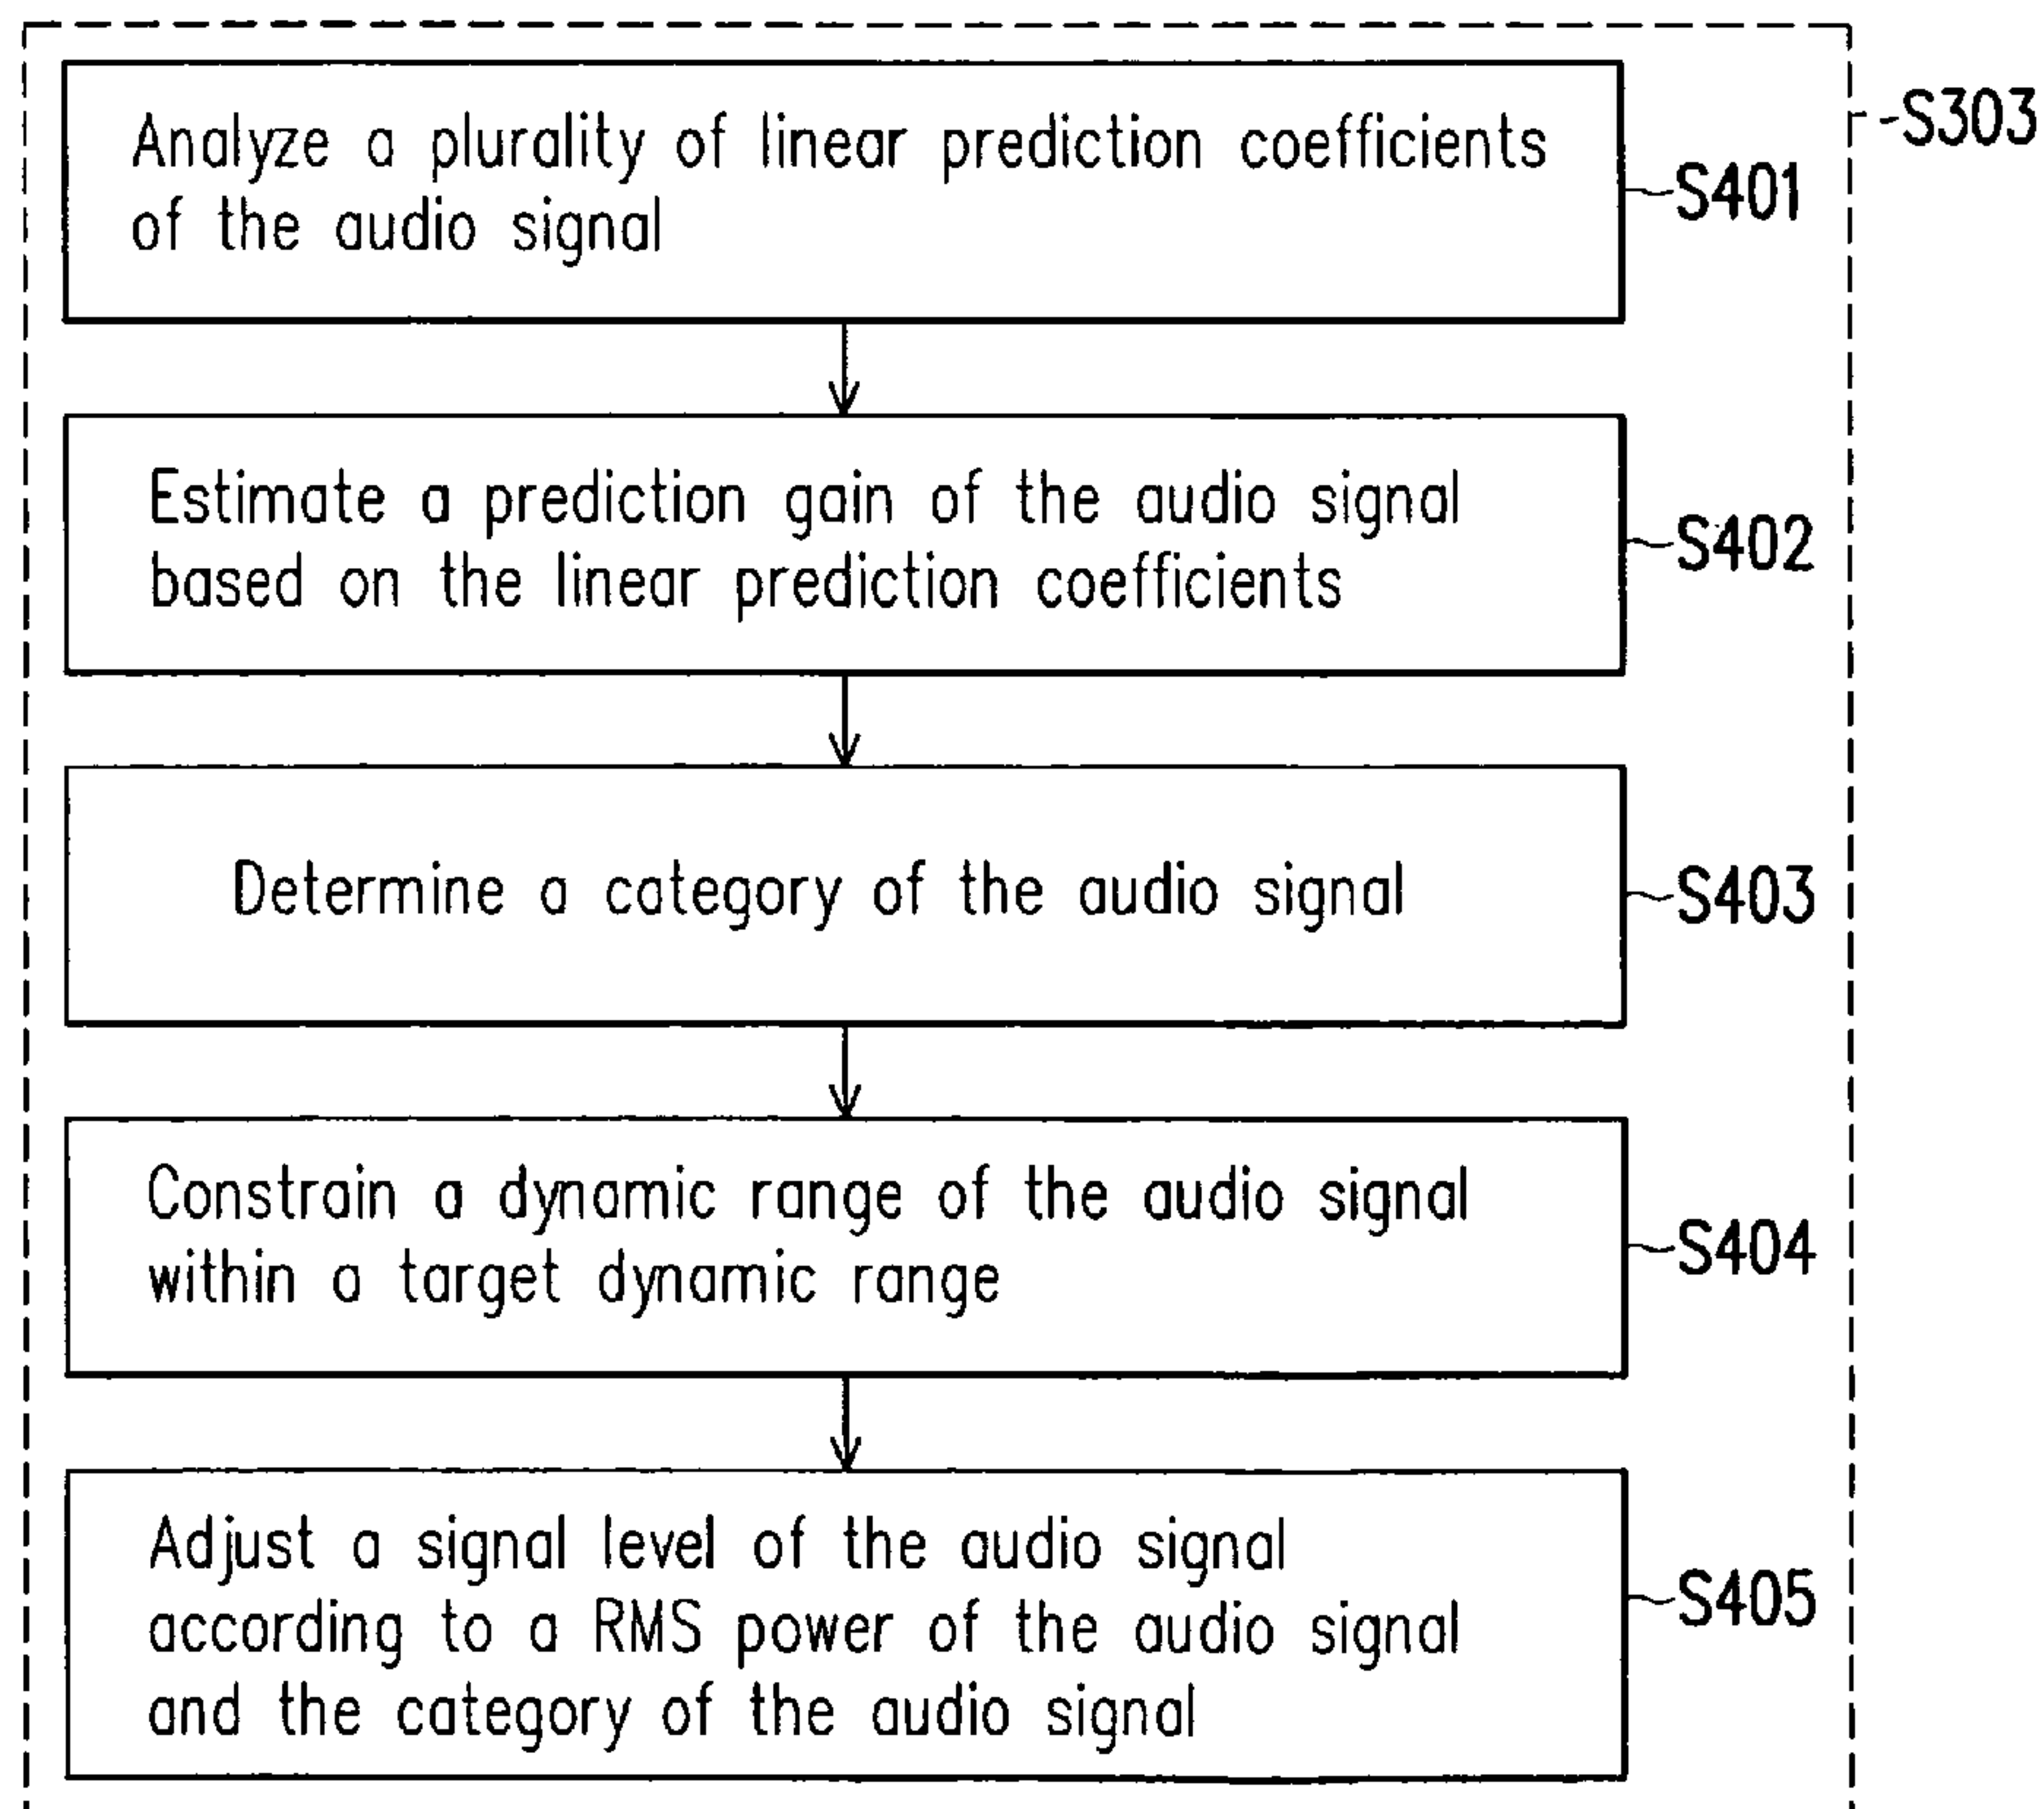 S303
Analyze a plurality of linear prediction coefficients
of the audio signal
S401
Estimate a prediction gain of the audio signal
based on the linear prediction coefficients
S402
Determine a category of the audio signal
S403
Constrain a dynamic range of the audio signal
within a target dynamic range
S404
Adjust a signal level of the audio signal
according to a RMS power of the audio signal
and the category of the audio signal
S405